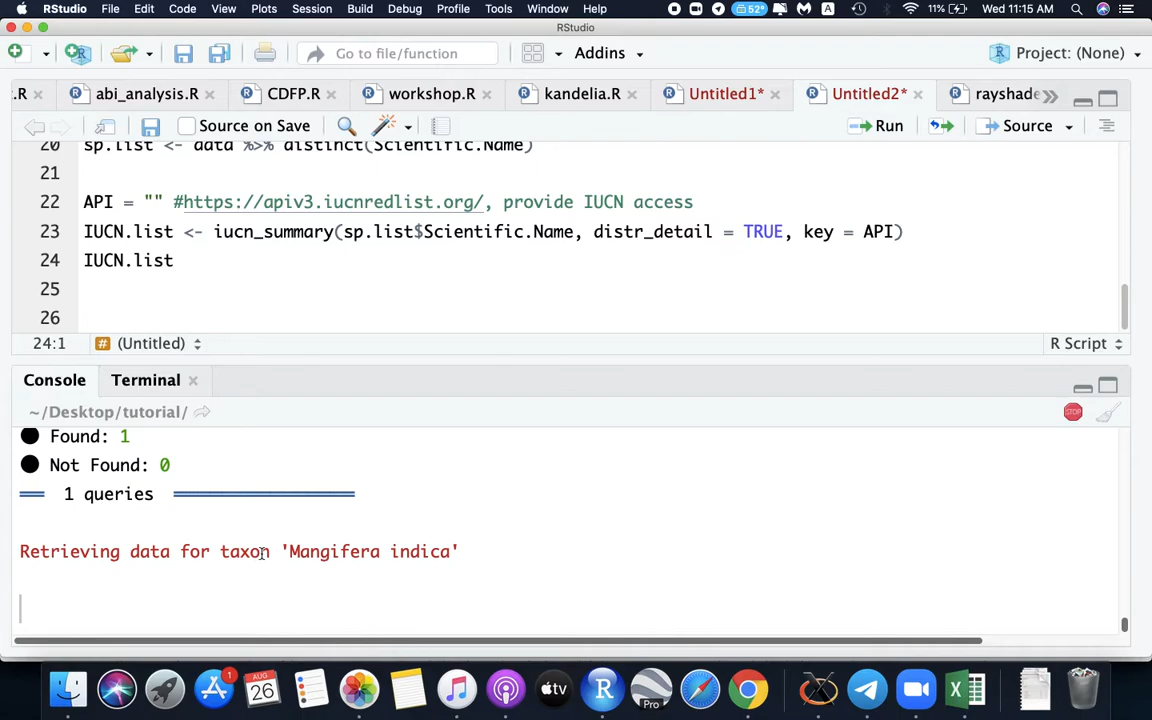 RStudio File Edit Code View Plots Session Build Debug Profile Tools Window Help 52° A 11% Wed 11:15 AM
RStudio
Go to file/function Addins Project: (None)
.R abi_analysis.R CDFP.R workshop.R kandelia.R Untitled1* Untitled2* rayshade
Source on Save Run Source
20 sp.list <- data %>% distinct(Scientific.Name)
21
22 API = "" #https://apiv3.iucnredlist.org/, provide IUCN access
23 IUCN.list <- iucn_summary(sp.list$Scientific.Name, distr_detail = TRUE, key = API)
24 IUCN.list
25
26
24:1 # (Untitled) R Script
Console Terminal
~/Desktop/tutorial/ STOP
Found: 1
Not Found: 0
══ 1 queries ══════════════════
Retrieving data for taxon 'Mangifera indica'
1 AUG 26 tv R Pro X